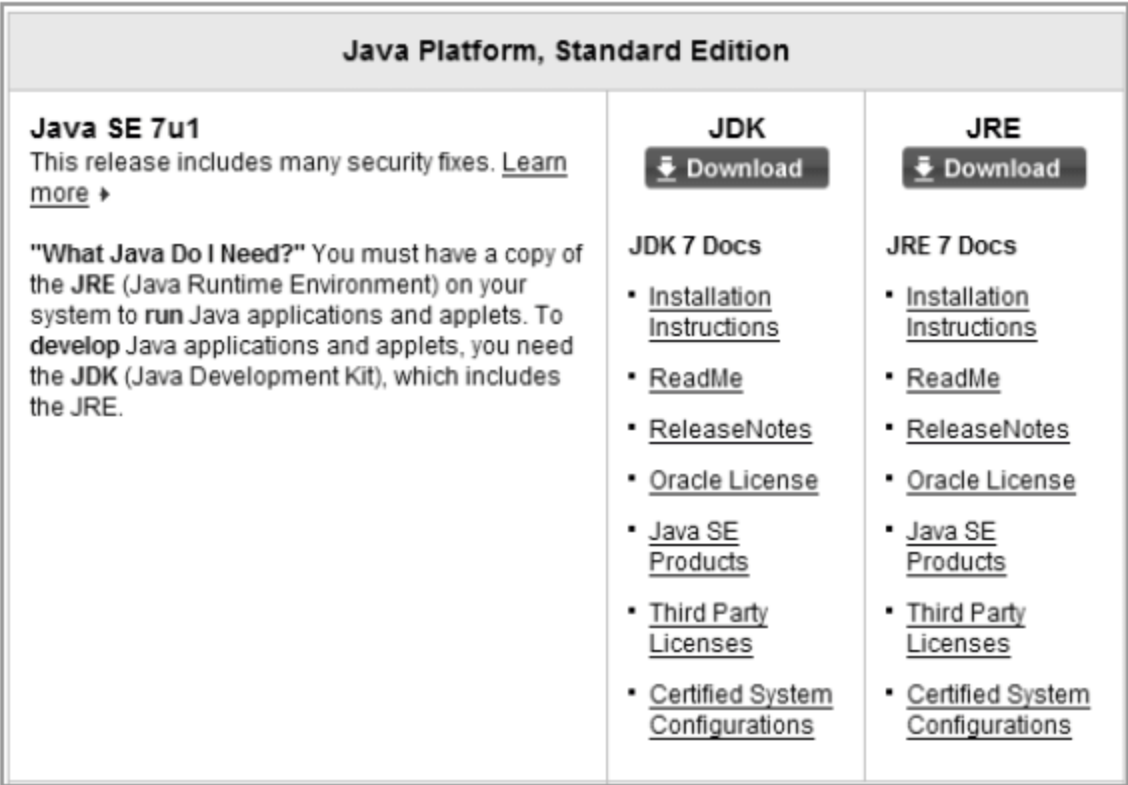 Java Platform, Standard Edition
Java SE 7u1
This release includes many security fixes. Learn
more
"What Java Do I Need?" You must have a copy of
the JRE (Java Runtime Environment) on your
system to run Java applications and applets. To
develop Java applications and applets, you need
the JDK (Java Development Kit), which includes
the JRE.
JDK
Download
JDK 7 Docs
Installation
Instructions
ReadMe
ReleaseNotes
Oracle License
Java SE
Products
Third Party
Licenses
Certified System
Configurations
JRE
Download
JRE 7 Docs
Installation
Instructions
ReadMe
ReleaseNotes
Oracle License
Java SE
Products
Third Party
Licenses
Certified System
Configurations